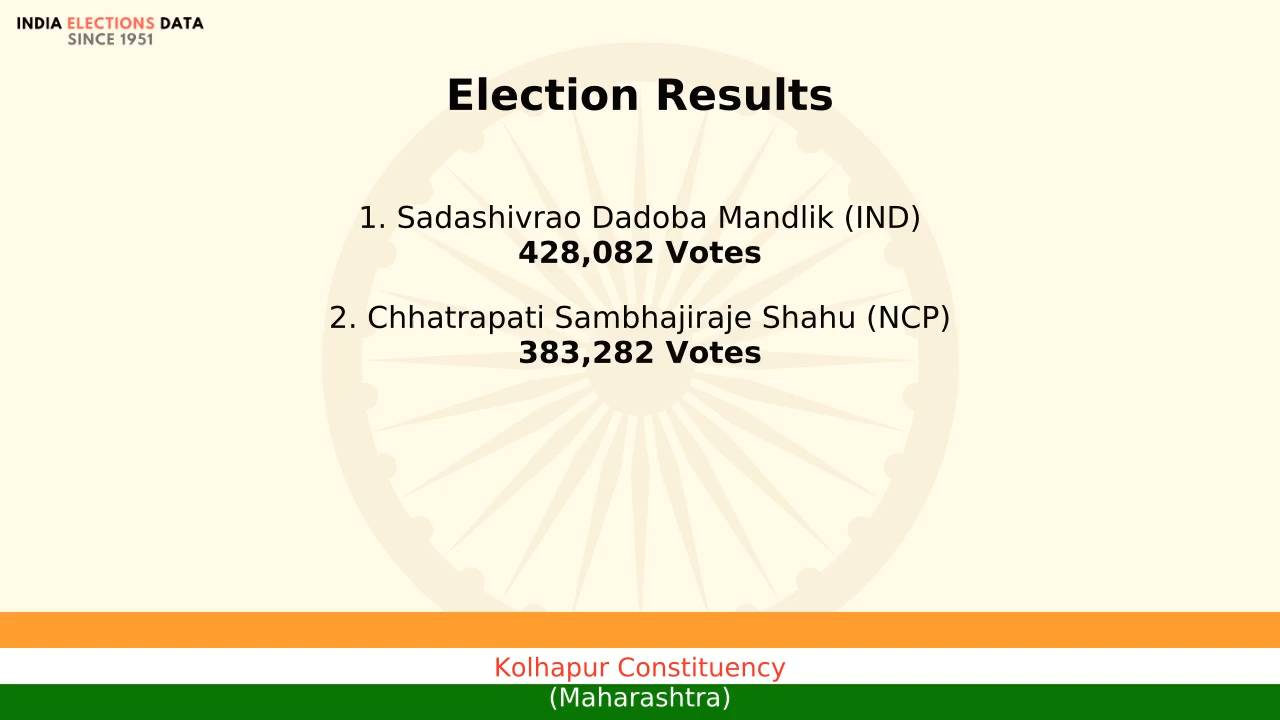 INDIA ELECTIONS DATA
SINCE 1951
Election Results
1. Sadashivrao Dadoba Mandlik (IND)
428,082 Votes
2. Chhatrapati Sambhajiraje Shahu (NCP)
383,282 Votes
Kolhapur Constituency
(Maharashtra)